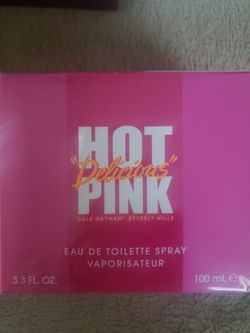 HOT
"Delicious"
PINK
GALE HAYMAN® BEVERLY HILLS
EAU DE TOILETTE SPRAY
VAPORISATEUR
3.3 FL. OZ. 100 mL ℮